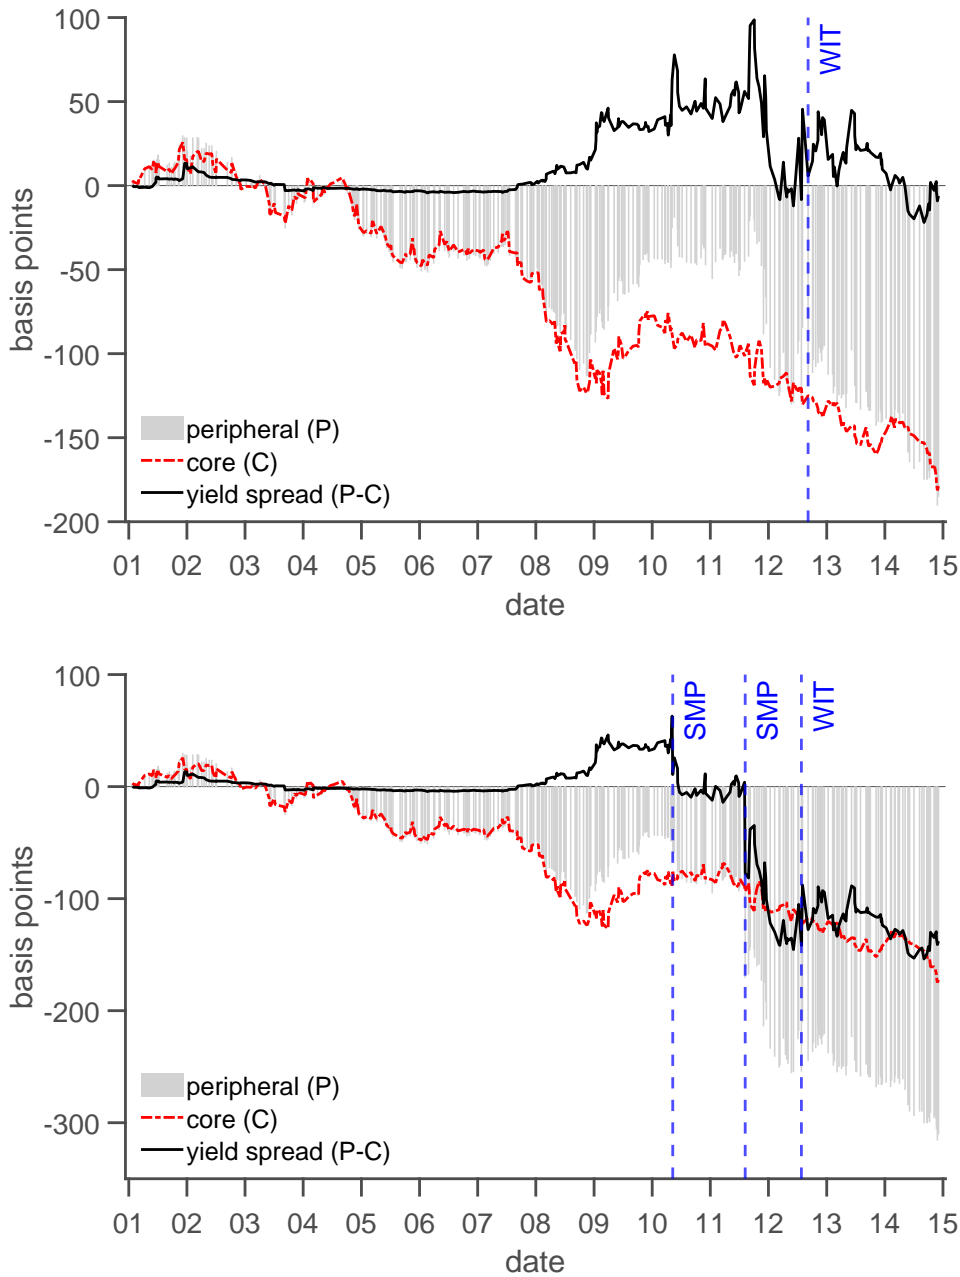 100
50
0
-50
-100
-150
-200
basis points
WIT
peripheral (P)
core (C)
yield spread (P-C)
01 02 03 04 05 06 07 08 09 10 11 12 13 14 15
date
100
0
-100
-200
-300
basis points
SMP
SMP
WIT
peripheral (P)
core (C)
yield spread (P-C)
01 02 03 04 05 06 07 08 09 10 11 12 13 14 15
date